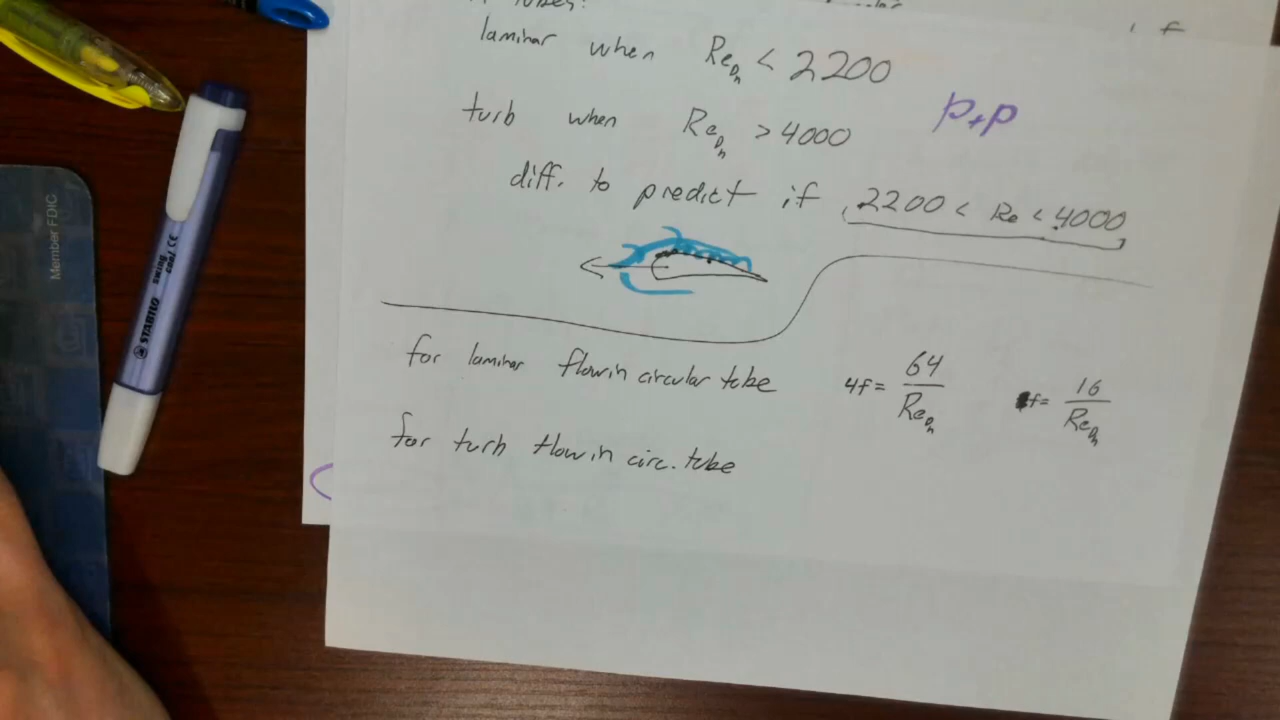 tubes:
laminar when Re_Dh < 2200
turb when Re_Dh > 4000
P+P
diff. to predict if 2200 < Re < 4000
for laminar flow in circular tube 4f = 64/Re_Dh f = 16/Re_Dh
for turb flow in circ. tube
Member FDIC
STABILO swing cool